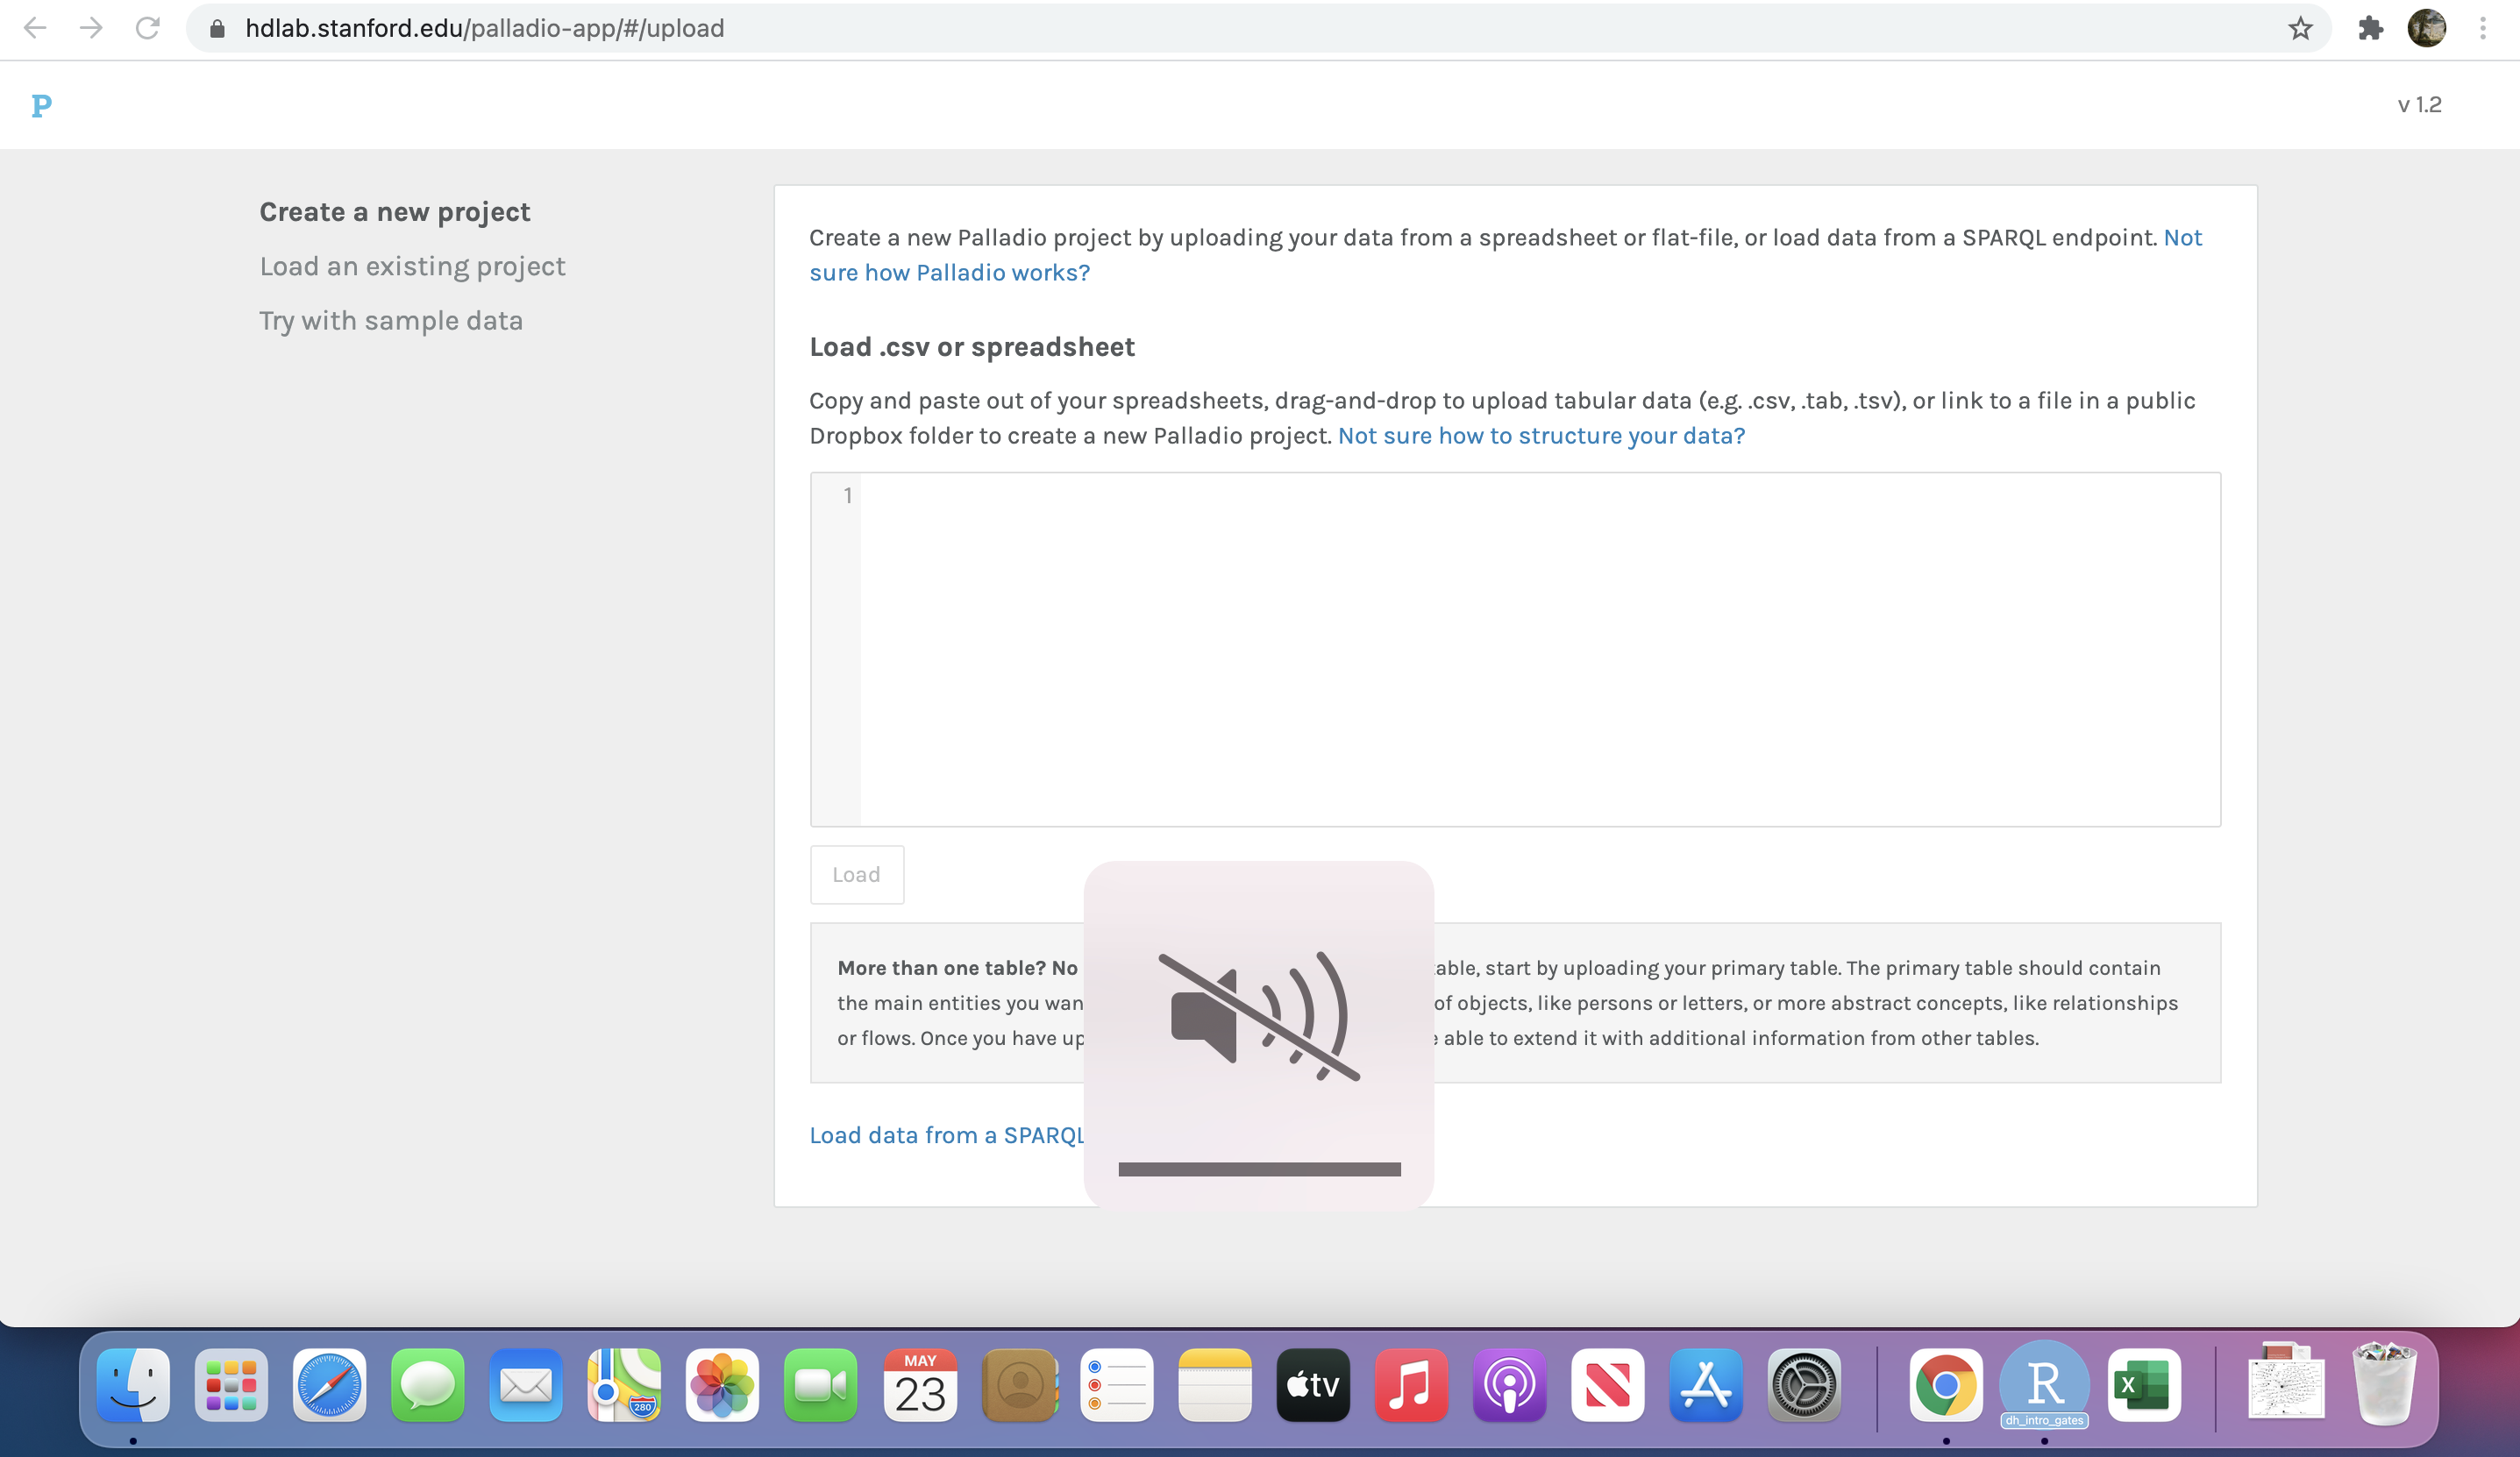 hdlab.stanford.edu/palladio-app/#/upload
P
v 1.2
Create a new project
Load an existing project
Try with sample data
Create a new Palladio project by uploading your data from a spreadsheet or flat-file, or load data from a SPARQL endpoint. Not
sure how Palladio works?
Load .csv or spreadsheet
Copy and paste out of your spreadsheets, drag-and-drop to upload tabular data (e.g. .csv, .tab, .tsv), or link to a file in a public
Dropbox folder to create a new Palladio project. Not sure how to structure your data?
1
Load
More than one table? No able, start by uploading your primary table. The primary table should contain
the main entities you wan of objects, like persons or letters, or more abstract concepts, like relationships
or flows. Once you have up able to extend it with additional information from other tables.
Load data from a SPARQL
280
MAY
23
tv
R
dh_intro_gates
X